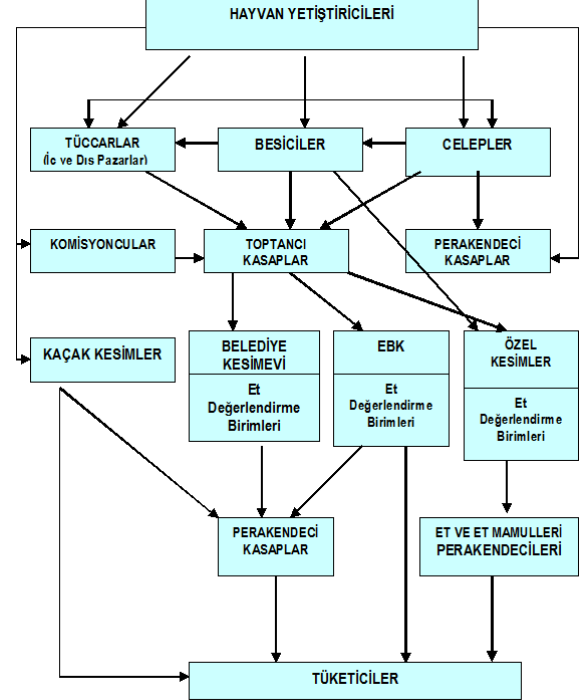 HAYVAN YETİŞTİRİCİLERİ
TÜCCARLAR
(İç ve Dıs Pazarlar)
BESİCİLER
CELEPLER
KOMİSYONCULAR
TOPTANCI
KASAPLAR
PERAKENDECİ
KASAPLAR
KAÇAK KESİMLER
BELEDİYE
KESİMEVİ
Et
Değerlendirme
Birimleri
EBK
Et
Değerlendirme
Birimleri
ÖZEL
KESİMLER
Et
Değerlendirme
Birimleri
PERAKENDECİ
KASAPLAR
ET VE ET MAMULLERİ
PERAKENDECİLERİ
TÜKETİCİLER